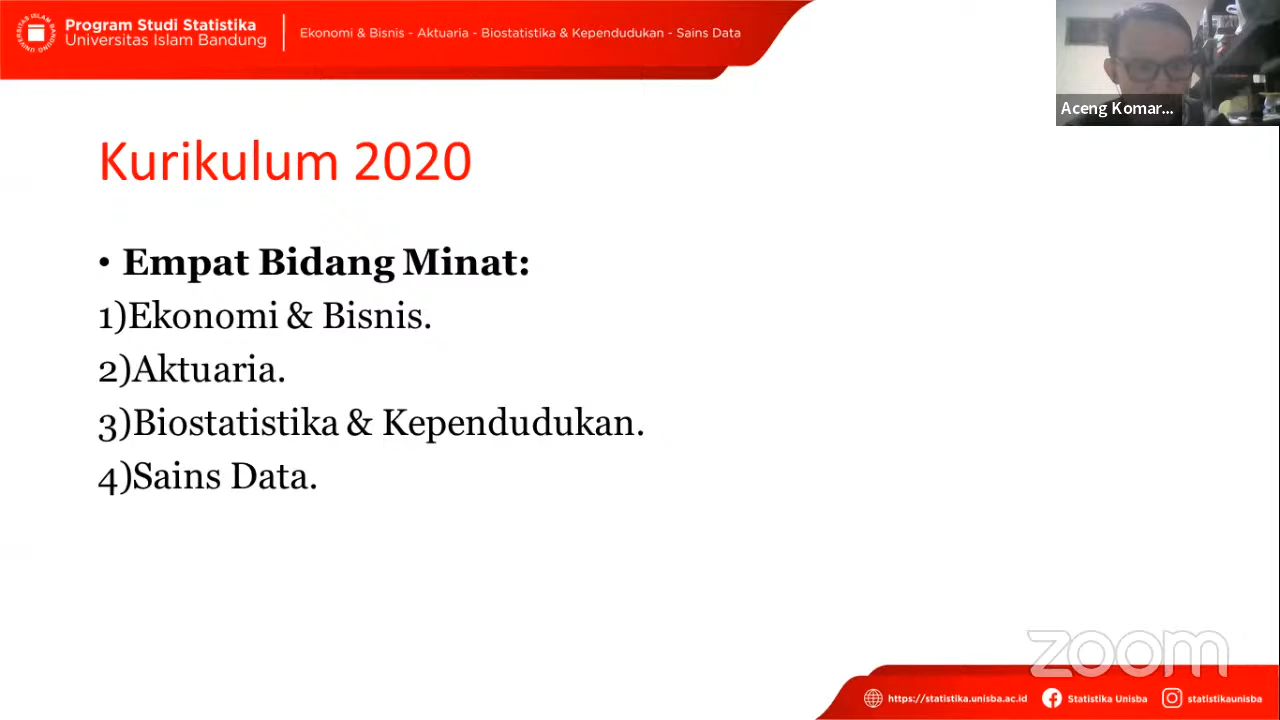 Program Studi Statistika
Universitas Islam Bandung
Ekonomi & Bisnis - Aktuaria - Biostatistika & Kependudukan - Sains Data
Aceng Komar...
Kurikulum 2020
• Empat Bidang Minat:
1)Ekonomi & Bisnis.
2)Aktuaria.
3)Biostatistika & Kependudukan.
4)Sains Data.
zoom
https://statistika.unisba.ac.id
Statistika Unisba
statistikaunisba